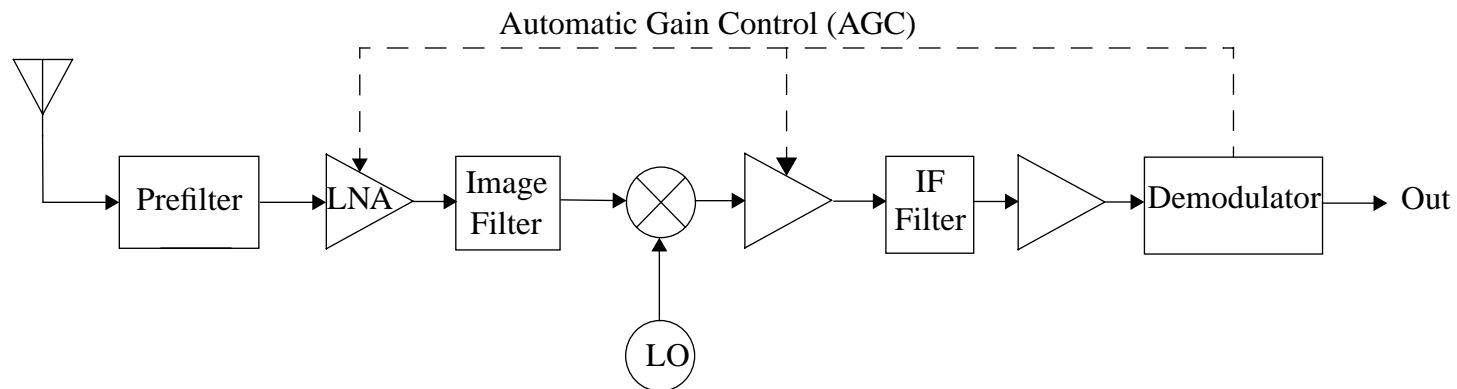 Automatic Gain Control (AGC)
Prefilter
LNA
Image
Filter
LO
IF
Filter
Demodulator
Out